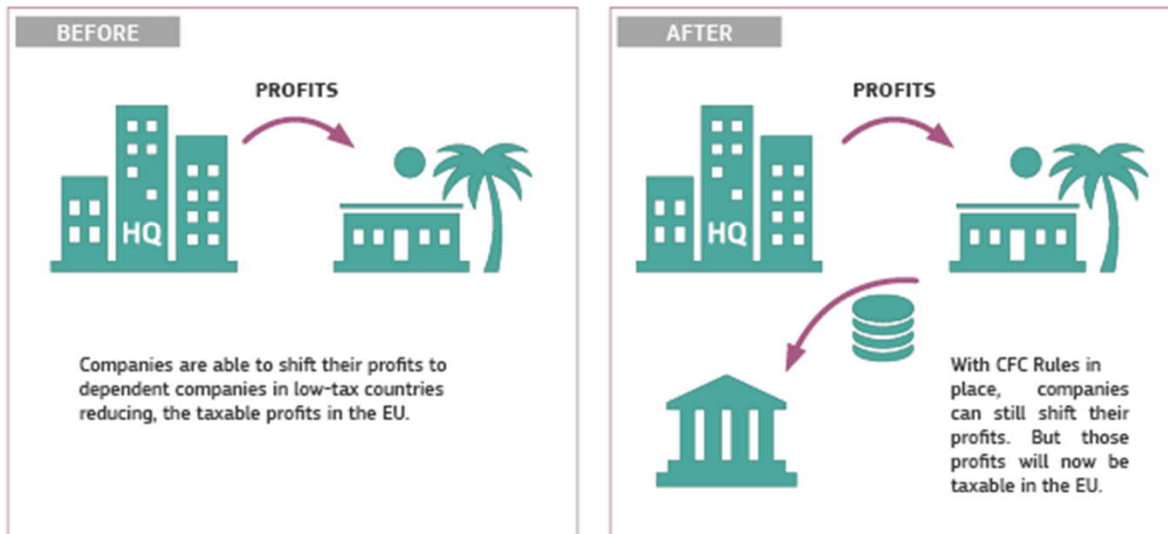 BEFORE
PROFITS
HQ
Companies are able to shift their profits to
dependent companies in low-tax countries
reducing, the taxable profits in the EU.
AFTER
PROFITS
HQ
With CFC Rules in
place, companies
can still shift their
profits. But those
profits will now be
taxable in the EU.